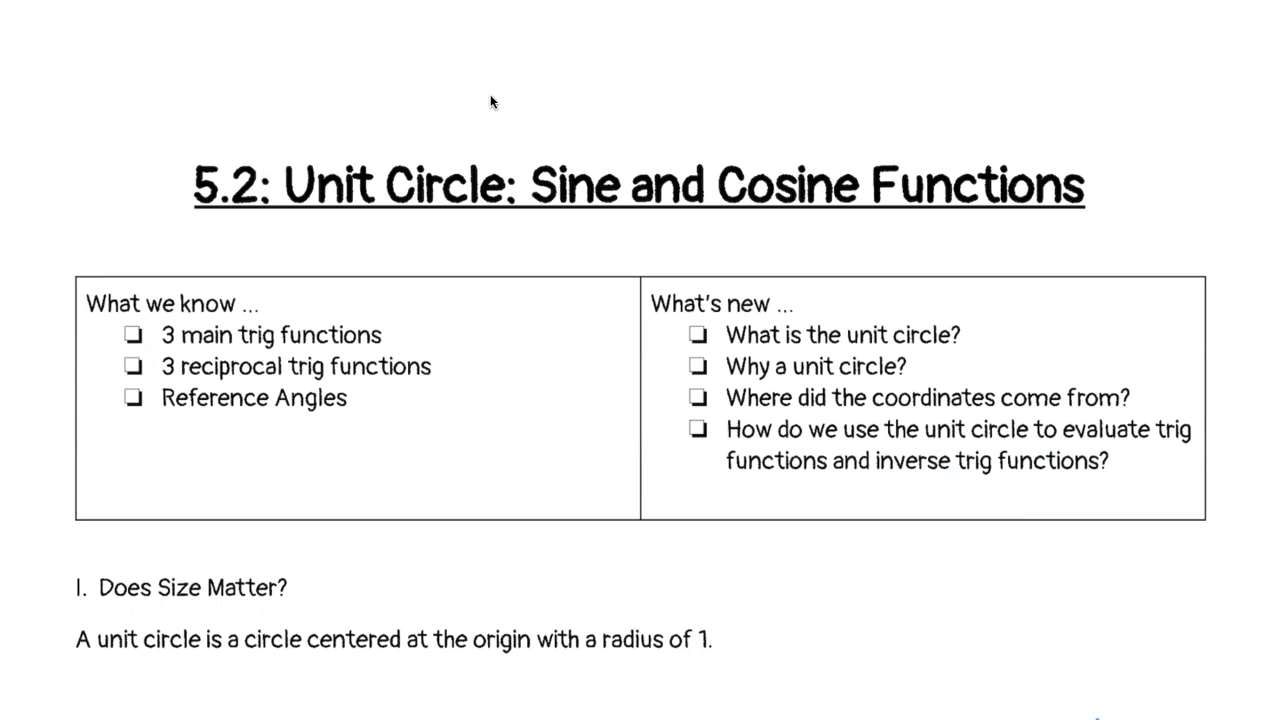 5.2: Unit Circle: Sine and Cosine Functions
What we know ...
❏ 3 main trig functions
❏ 3 reciprocal trig functions
❏ Reference Angles
What's new ...
❏ What is the unit circle?
❏ Why a unit circle?
❏ Where did the coordinates come from?
❏ How do we use the unit circle to evaluate trig
functions and inverse trig functions?
I. Does Size Matter?
A unit circle is a circle centered at the origin with a radius of 1.